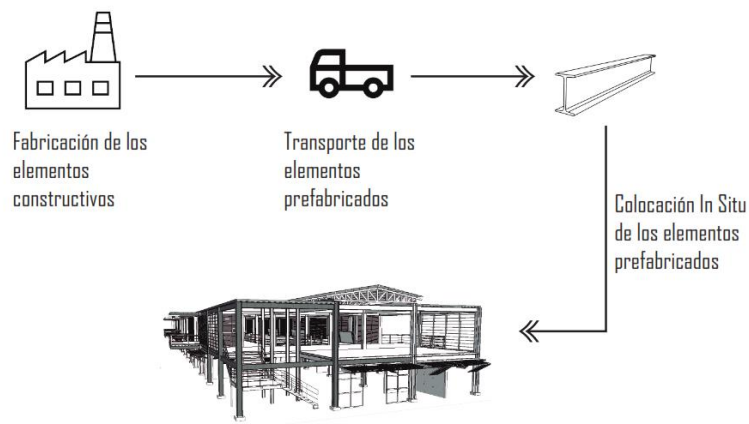 Fabricación de los
elementos
constructivos
Transporte de los
elementos
prefabricados
Colocación In Situ
de los elementos
prefabricados